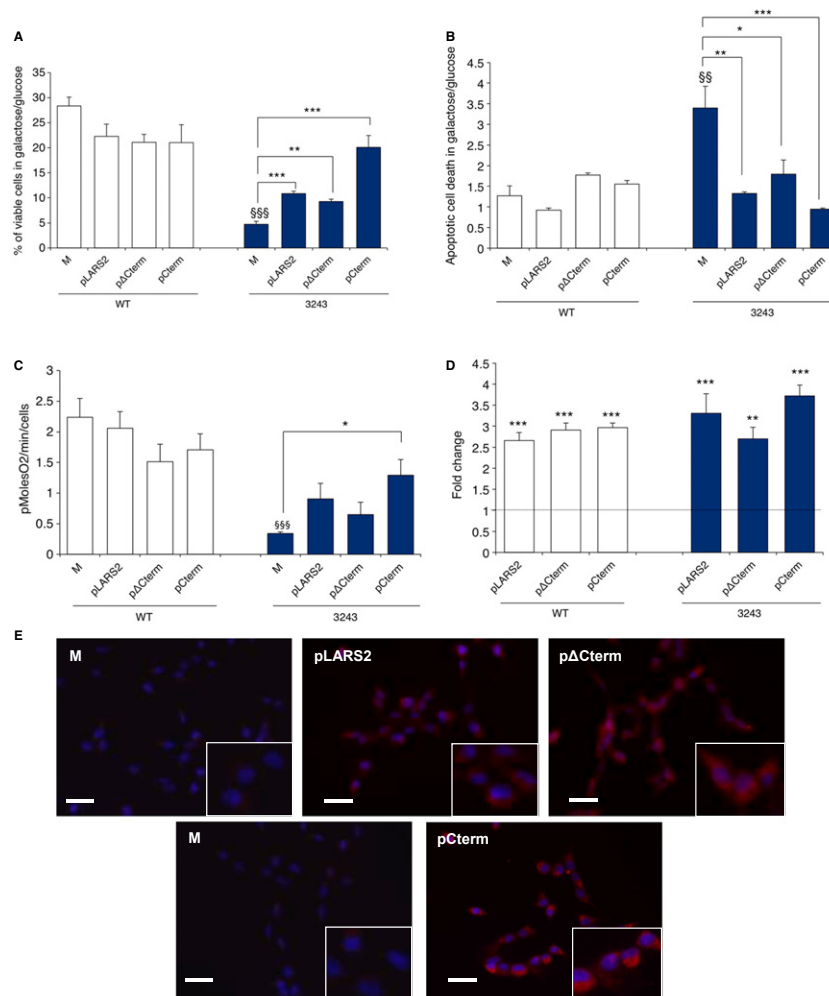 A
% of viable cells in galactose/glucose
35
30
25
20
15
10
5
0
***
**
***
§§§
M
pLARS2
pΔCterm
pCterm
WT
M
pLARS2
pΔCterm
pCterm
3243
B
Apoptotic cell death in galactose/glucose
4.5
4
3.5
3
2.5
2
1.5
1
0.5
0
***
*
**
§§
M
pLARS2
pΔCterm
pCterm
WT
M
pLARS2
pΔCterm
pCterm
3243
C
pMolesO2/min/cells
3
2.5
2
1.5
1
0.5
0
*
§§§
M
pLARS2
pΔCterm
pCterm
WT
M
pLARS2
pΔCterm
pCterm
3243
D
Fold change
4.5
4
3.5
3
2.5
2
1.5
1
0.5
0
***
***
***
***
**
***
pLARS2
pΔCterm
pCterm
WT
pLARS2
pΔCterm
pCterm
3243
E
M
pLARS2
pΔCterm
M
pCterm